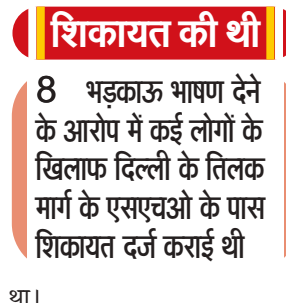 शिकायत की थी
8 भड़काऊ भाषण देने
के आरोप में कई लोगों के
खिलाफ दिल्ली के तिलक
मार्ग के एसएचओ के पास
शिकायत दर्ज कराई थी
था।